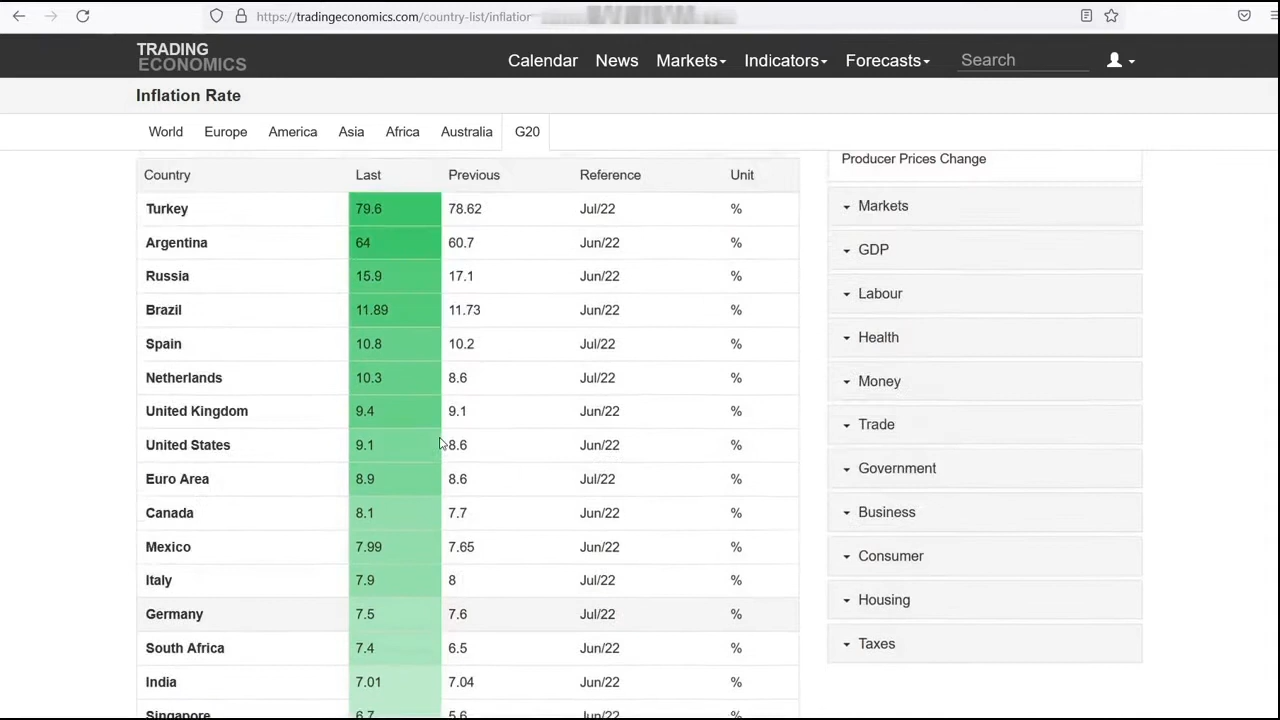 https://tradingeconomics.com/country-list/inflation
TRADING
ECONOMICS
Calendar News Markets Indicators Forecasts Search
Inflation Rate
World Europe America Asia Africa Australia G20
Producer Prices Change
Country Last Previous Reference Unit
Turkey 79.6 78.62 Jul/22 %
Argentina 64 60.7 Jun/22 %
Russia 15.9 17.1 Jun/22 %
Brazil 11.89 11.73 Jun/22 %
Spain 10.8 10.2 Jul/22 %
Netherlands 10.3 8.6 Jul/22 %
United Kingdom 9.4 9.1 Jun/22 %
United States 9.1 8.6 Jun/22 %
Euro Area 8.9 8.6 Jul/22 %
Canada 8.1 7.7 Jun/22 %
Mexico 7.99 7.65 Jun/22 %
Italy 7.9 8 Jul/22 %
Germany 7.5 7.6 Jul/22 %
South Africa 7.4 6.5 Jun/22 %
India 7.01 7.04 Jun/22 %
Singapore 6.7 5.6 Jun/22 %
Markets
GDP
Labour
Health
Money
Trade
Government
Business
Consumer
Housing
Taxes